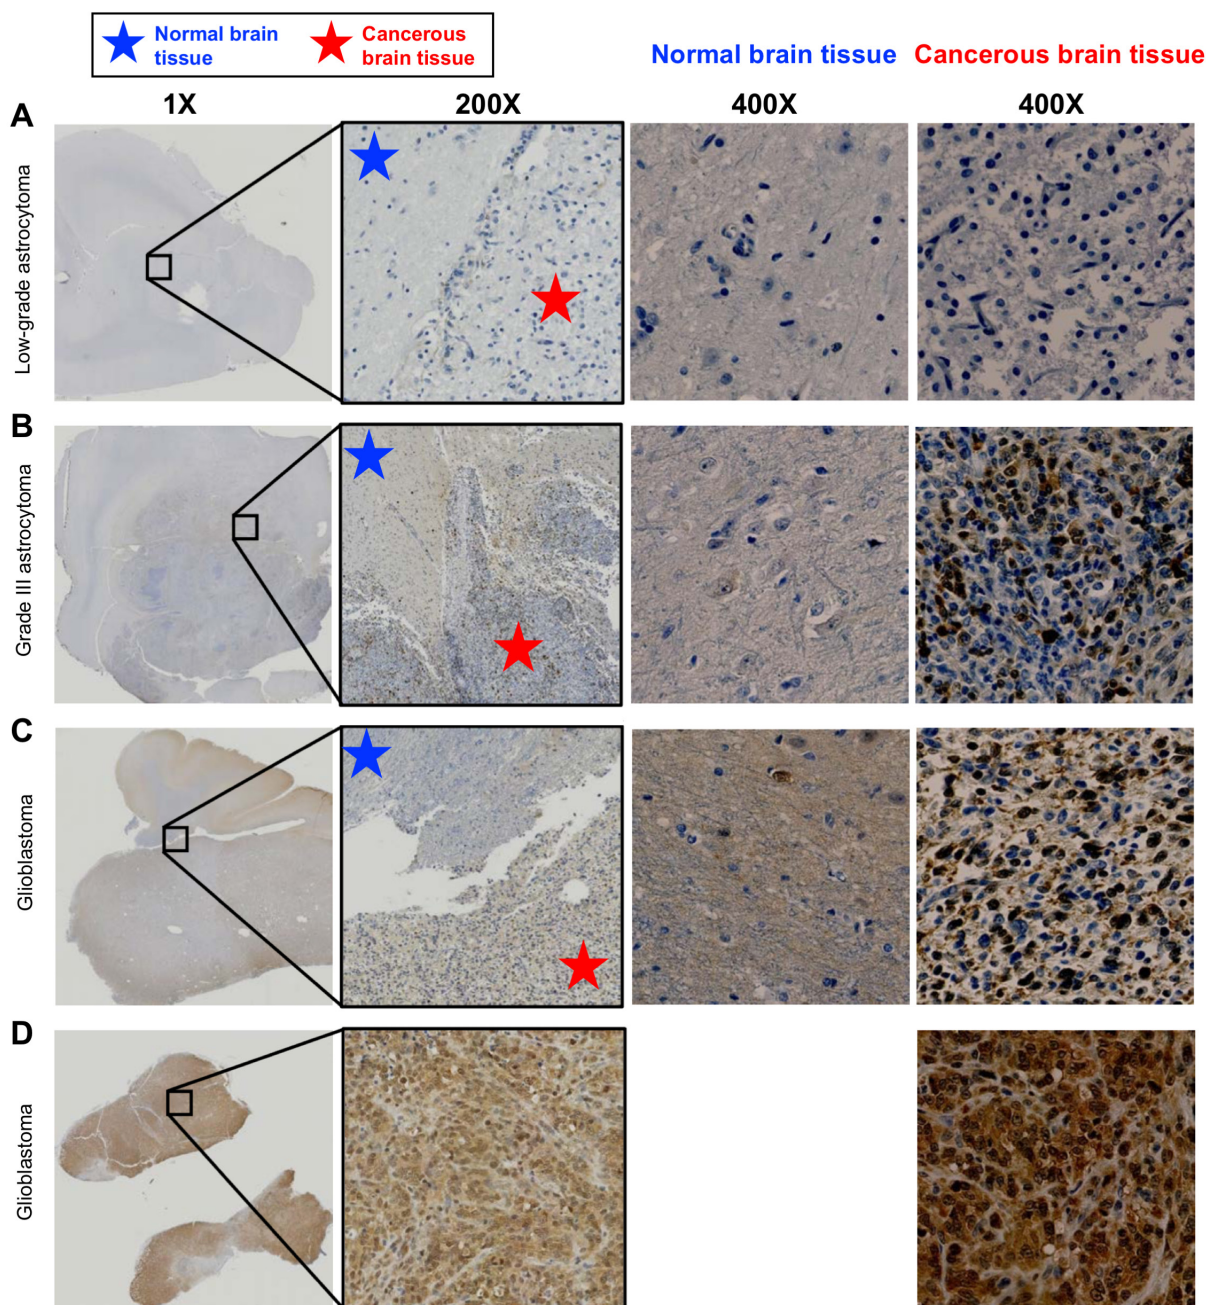 Normal brain
tissue
Cancerous
brain tissue
Normal brain tissue
Cancerous brain tissue
1X
200X
400X
400X
A
Low-grade astrocytoma
B
Grade III astrocytoma
C
Glioblastoma
D
Glioblastoma